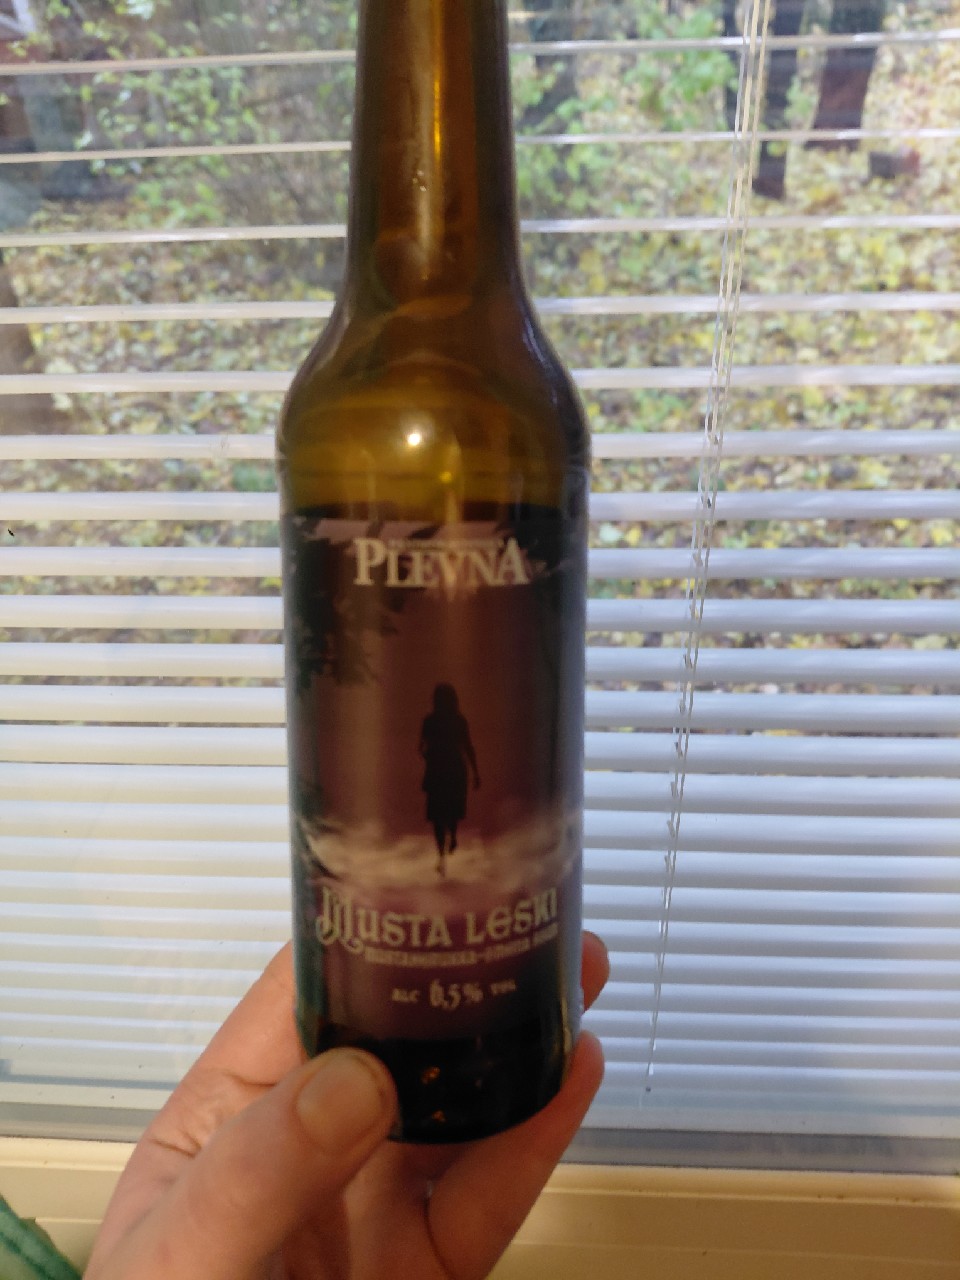 PLEVNA
MUSTA LESKI
ALC 6,5% VOL